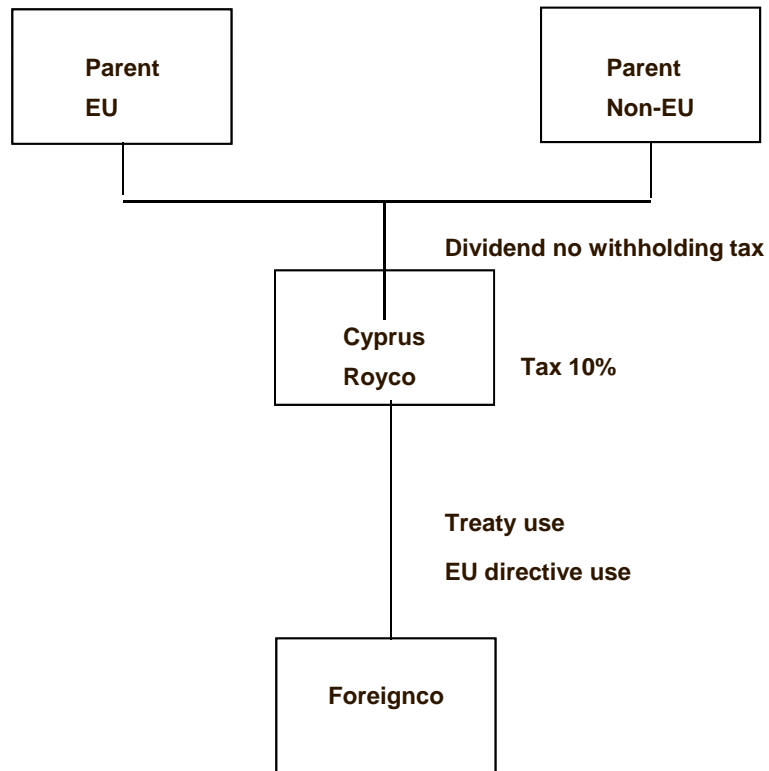 Parent
EU
Parent
Non-EU
Dividend no withholding tax
Cyprus
Royco
Tax 10%
Treaty use
EU directive use
Foreignco